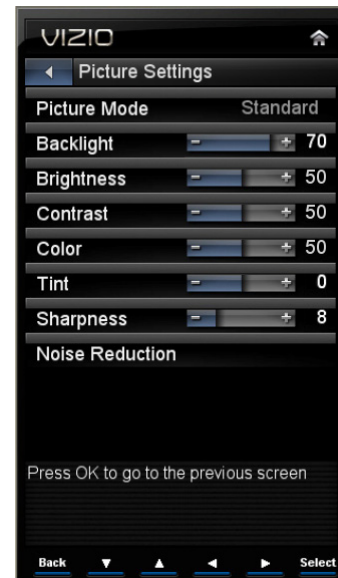 VIZIO
Picture Settings
Picture Mode Standard
Backlight 70
Brightness 50
Contrast 50
Color 50
Tint 0
Sharpness 8
Noise Reduction
Press OK to go to the previous screen
Back Select